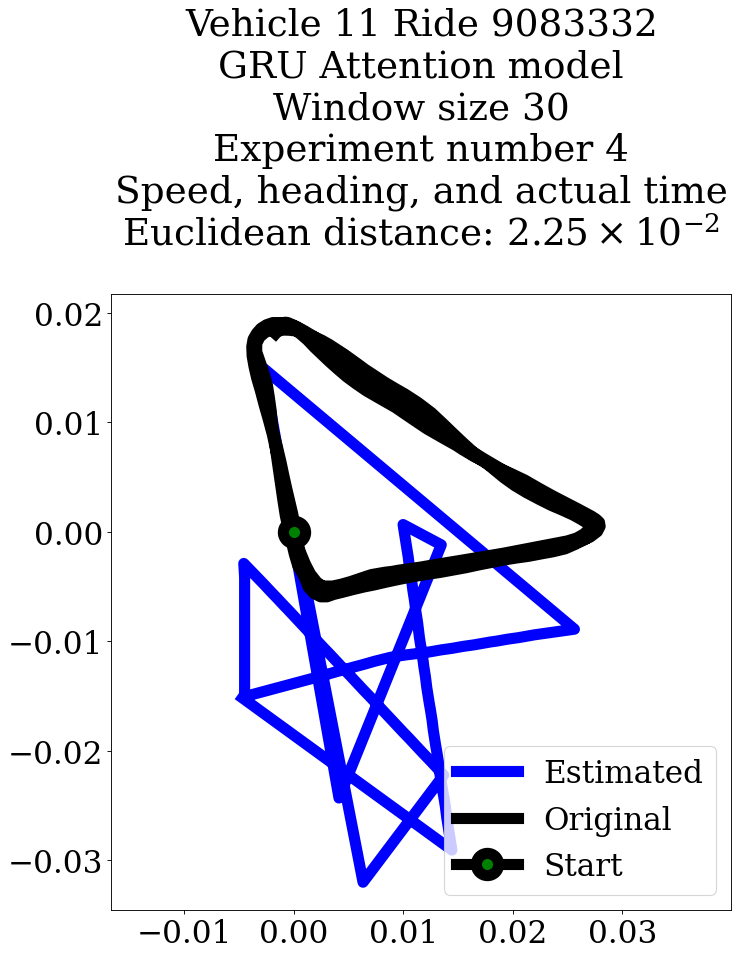 Vehicle 11 Ride 9083332
GRU Attention model
Window size 30
Experiment number 4
Speed, heading, and actual time
Euclidean distance: 2.25 × 10⁻²
0.02
0.01
0.00
−0.01
−0.02
−0.03
Estimated
Original
Start
−0.01 0.00 0.01 0.02 0.03